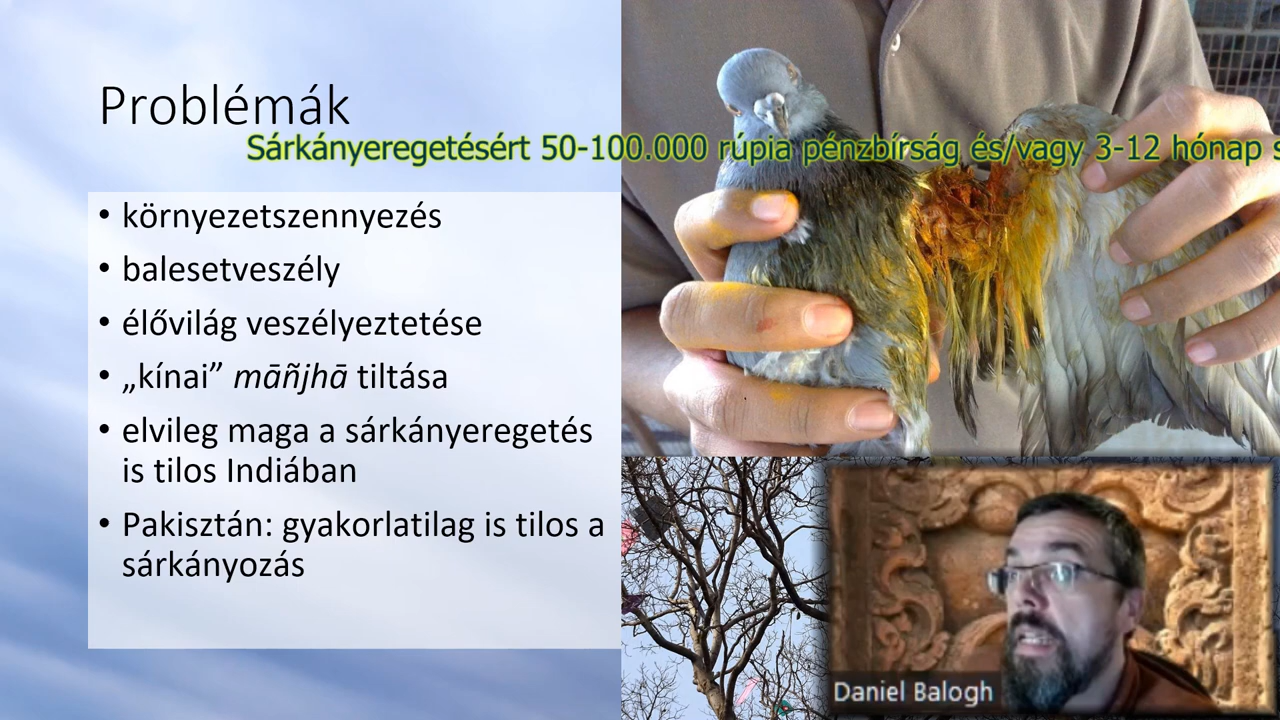 Problémák
Sárkányeregetésért 50-100.000 rúpia pénzbírság és/vagy 3-12 hónap
• környezetszennyezés
• balesetveszély
• élővilág veszélyeztetése
• „kínai” māñjhā tiltása
• elvileg maga a sárkányeregetés
is tilos Indiában
• Pakisztán: gyakorlatilag is tilos a
sárkányozás
Daniel Balogh